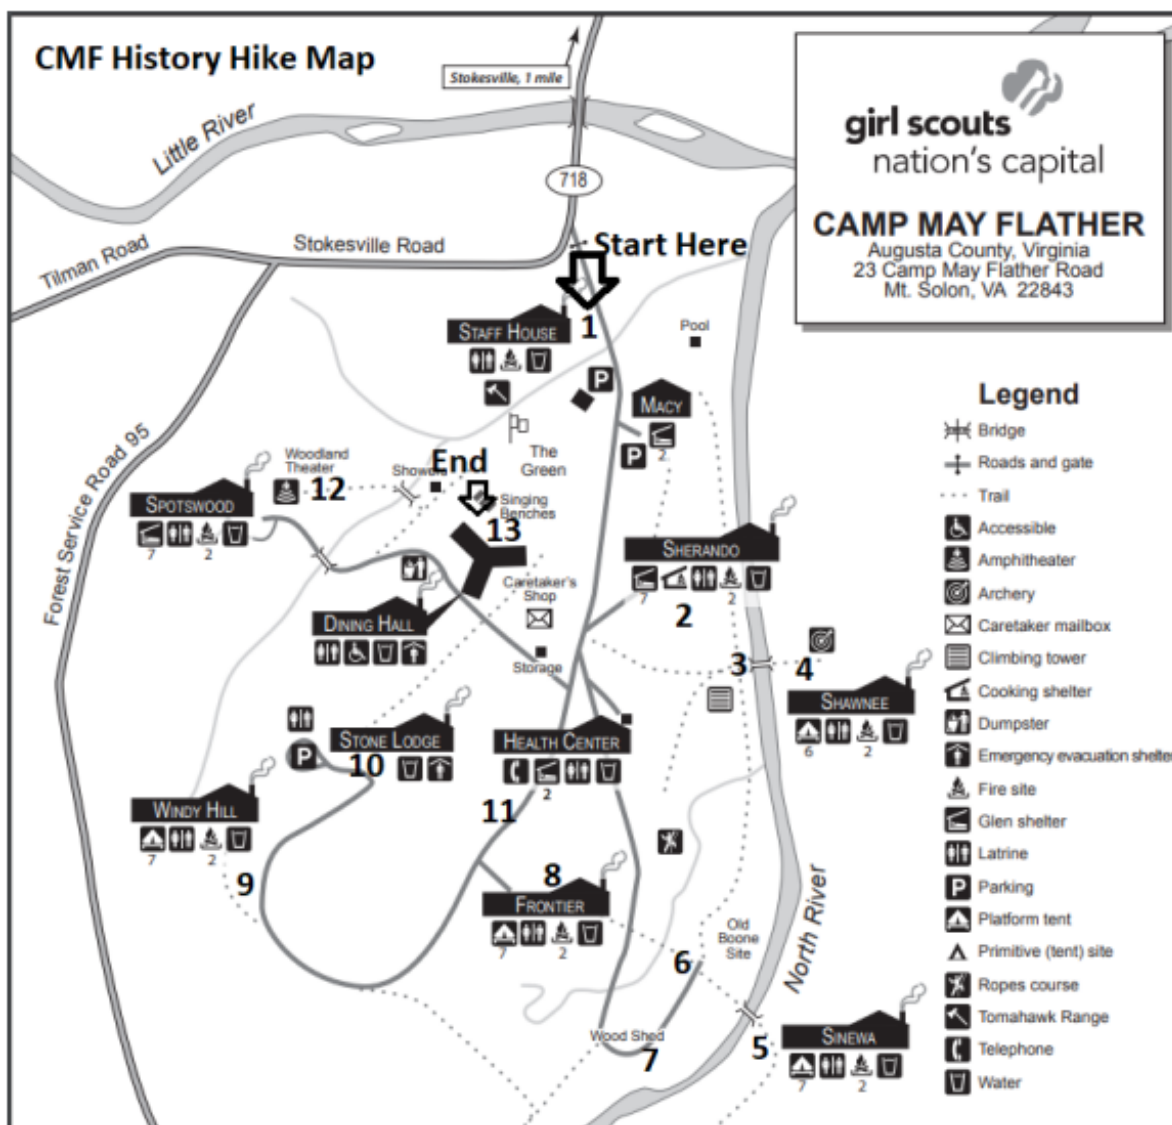 CMF History Hike Map
Stokesville, 1 mile
Little River
718
girl scouts
nation's capital
CAMP MAY FLATHER
Augusta County, Virginia
23 Camp May Flather Road
Mt. Solon, VA 22843
Tilman Road
Stokesville Road
Start Here
STAFF HOUSE
1
Pool
P
MACY
P
2
The
Green
Forest Service Road 95
Woodland
Theater
12
Showers
End
Singing
Benches
13
SPOTSWOOD
7
2
SHERANDO
7
2
2
Caretaker's
Shop
DINING HALL
Storage
3
4
SHAWNEE
6
2
STONE LODGE
P
10
HEALTH CENTER
2
11
WINDY HILL
7
2
9
8
FRONTIER
7
2
Old
Boone
Site
6
North River
Wood Shed
7
5
SINEWA
7
2
Legend
Bridge
Roads and gate
Trail
Accessible
Amphitheater
Archery
Caretaker mailbox
Climbing tower
Cooking shelter
Dumpster
Emergency evacuation shelter
Fire site
Glen shelter
Latrine
P Parking
Platform tent
Primitive (tent) site
Ropes course
Tomahawk Range
Telephone
Water